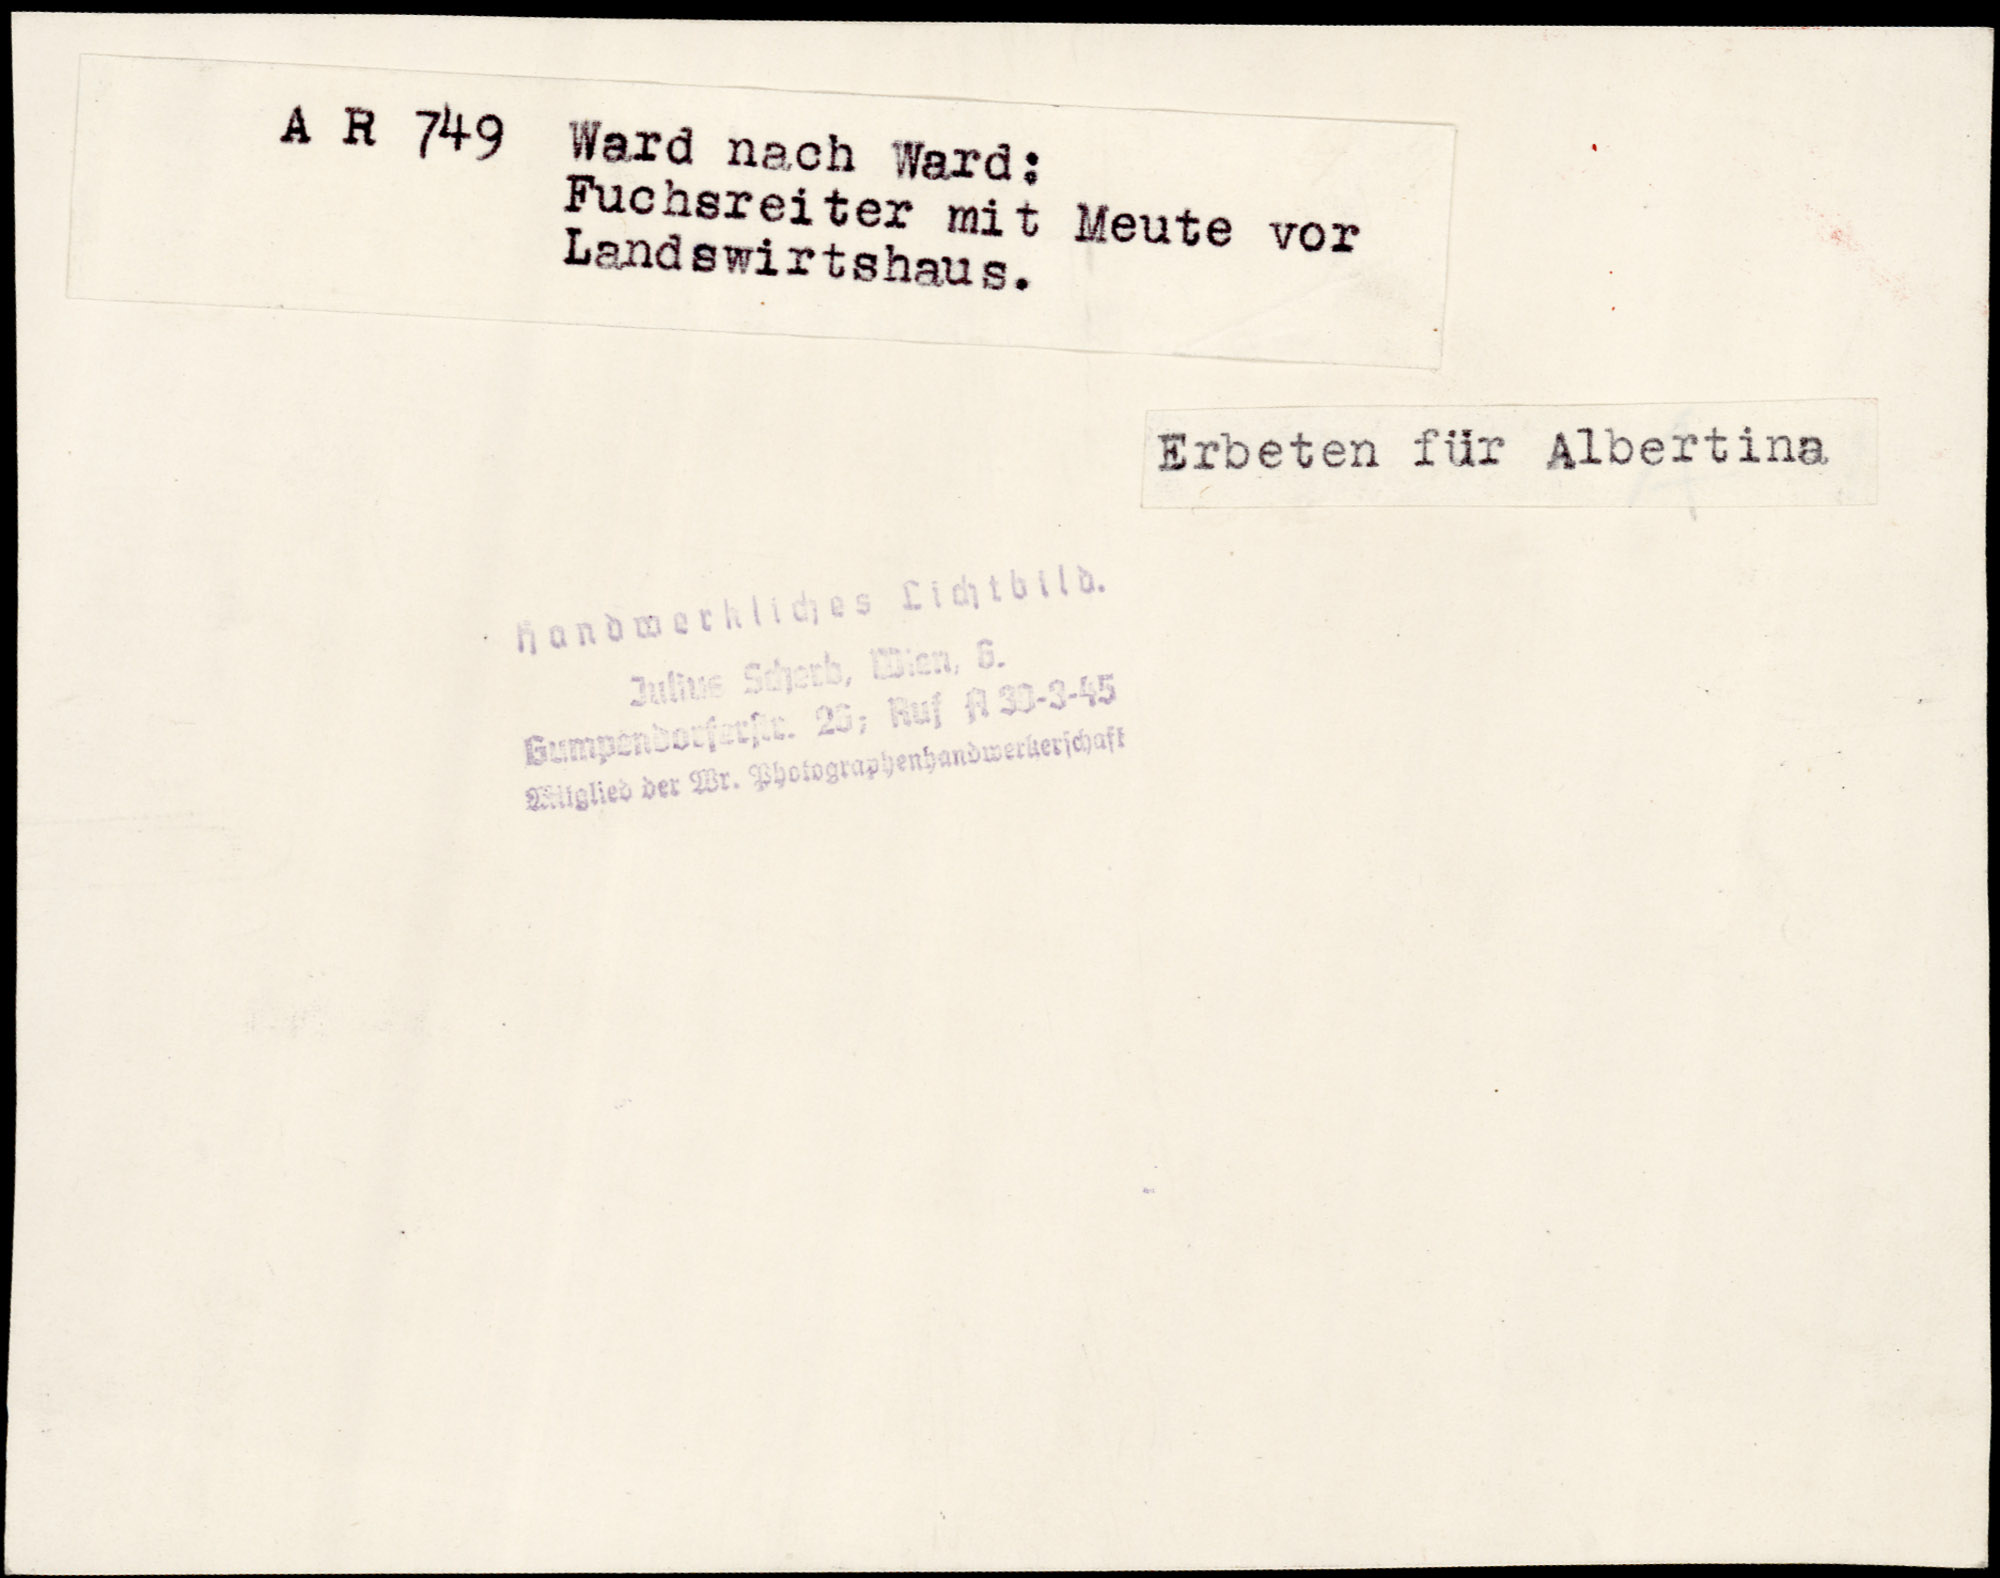 A R 749 Ward nach Ward:
Fuchsreiter mit Meute vor
Landswirtshaus.
Erbeten für Albertina
Handwerkliches Lichtbild.
Julius Scherb, Wien, 6.
Gumpendorferstr. 26; Ruf A 30-3-45
Mitglied der Wr. Photographenhandwerkerschaft